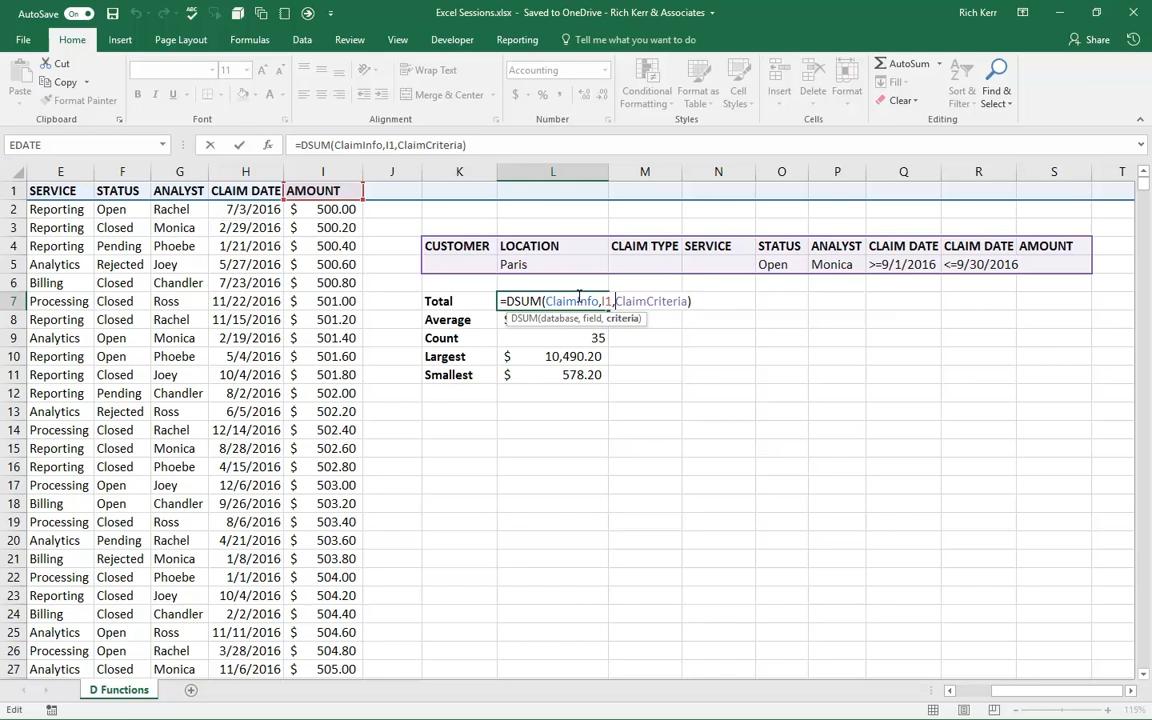 AutoSave On Excel Sessions.xlsx - Saved to OneDrive - Rich Kerr & Associates Rich Kerr
File Home Insert Page Layout Formulas Data Review View Developer Reporting Tell me what you want to do Share
Paste Cut Copy Format Painter 11 B I U Wrap Text Merge & Center Accounting $ % , Conditional Formatting Format as Table Cell Styles Insert Delete Format AutoSum Fill Clear Sort & Filter Find & Select
Clipboard Font Alignment Number Styles Cells Editing
EDATE =DSUM(ClaimInfo,I1,ClaimCriteria)
E F G H I J K L M N O P Q R S T
1 SERVICE STATUS ANALYST CLAIM DATE AMOUNT
2 Reporting Open Rachel 7/3/2016 $ 500.00
3 Reporting Closed Monica 2/29/2016 $ 500.20
4 Reporting Pending Phoebe 1/21/2016 $ 500.40 CUSTOMER LOCATION CLAIM TYPE SERVICE STATUS ANALYST CLAIM DATE CLAIM DATE AMOUNT
5 Analytics Rejected Joey 5/27/2016 $ 500.60 Paris Open Monica >=9/1/2016 <=9/30/2016
6 Billing Closed Chandler 7/23/2016 $ 500.80
7 Processing Closed Ross 11/22/2016 $ 501.00 Total =DSUM(ClaimInfo,I1,ClaimCriteria)
8 Reporting Closed Rachel 11/15/2016 $ 501.20 Average DSUM(database, field, criteria)
9 Analytics Open Monica 2/19/2016 $ 501.40 Count 35
10 Reporting Open Phoebe 5/4/2016 $ 501.60 Largest $ 10,490.20
11 Reporting Closed Joey 10/4/2016 $ 501.80 Smallest $ 578.20
12 Reporting Pending Chandler 8/2/2016 $ 502.00
13 Analytics Rejected Ross 6/5/2016 $ 502.20
14 Processing Closed Rachel 12/14/2016 $ 502.40
15 Reporting Closed Monica 8/28/2016 $ 502.60
16 Reporting Closed Phoebe 4/15/2016 $ 502.80
17 Processing Open Joey 12/6/2016 $ 503.00
18 Billing Open Chandler 9/26/2016 $ 503.20
19 Processing Closed Ross 8/6/2016 $ 503.40
20 Analytics Pending Rachel 4/21/2016 $ 503.60
21 Billing Rejected Monica 1/8/2016 $ 503.80
22 Processing Closed Phoebe 1/1/2016 $ 504.00
23 Reporting Closed Joey 10/4/2016 $ 504.20
24 Billing Closed Chandler 2/2/2016 $ 504.40
25 Analytics Open Ross 11/11/2016 $ 504.60
26 Processing Open Rachel 3/28/2016 $ 504.80
27 Analytics Closed Monica 11/6/2016 $ 505.00
D Functions
Edit 115%